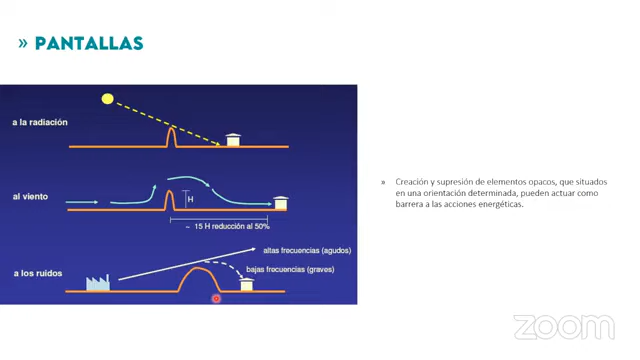 » PANTALLAS
a la radiación
al viento
H
~ 15 H reducción al 50%
altas frecuencias (agudos)
a los ruidos
bajas frecuencias (graves)
» Creación y supresión de elementos opacos, que situados
en una orientación determinada, pueden actuar como
barrera a las acciones energéticas.
zoom